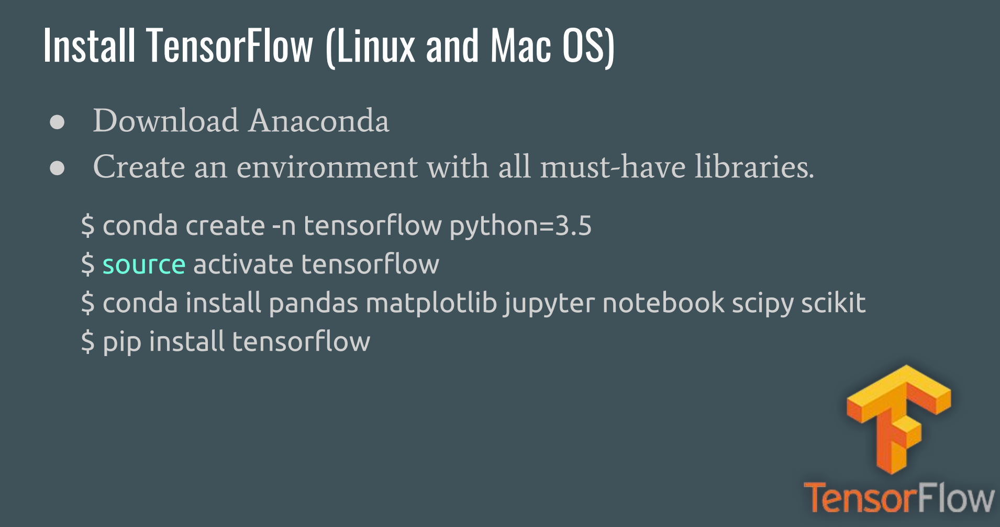 Install TensorFlow (Linux and Mac OS)
● Download Anaconda
● Create an environment with all must-have libraries.
$ conda create -n tensorflow python=3.5
$ source activate tensorflow
$ conda install pandas matplotlib jupyter notebook scipy scikit
$ pip install tensorflow
TensorFlow